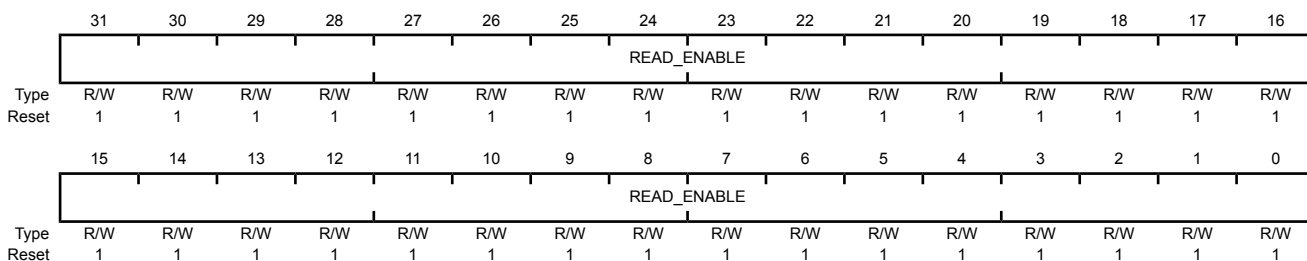 31 30 29 28 27 26 25 24 23 22 21 20 19 18 17 16
READ_ENABLE
Type R/W R/W R/W R/W R/W R/W R/W R/W R/W R/W R/W R/W R/W R/W R/W R/W
Reset 1 1 1 1 1 1 1 1 1 1 1 1 1 1 1 1
15 14 13 12 11 10 9 8 7 6 5 4 3 2 1 0
READ_ENABLE
Type R/W R/W R/W R/W R/W R/W R/W R/W R/W R/W R/W R/W R/W R/W R/W R/W
Reset 1 1 1 1 1 1 1 1 1 1 1 1 1 1 1 1